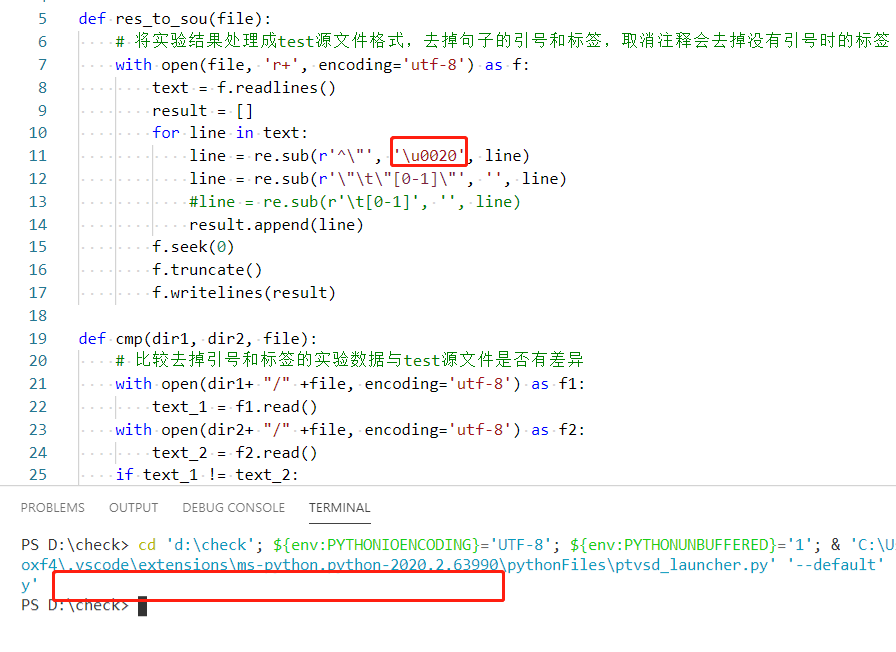 5 def res_to_sou(file):
6 # 将实验结果处理成test源文件格式，去掉句子的引号和标签，取消注释会去掉没有引号时的标签
7 with open(file, 'r+', encoding='utf-8') as f:
8 text = f.readlines()
9 result = []
10 for line in text:
11 line = re.sub(r'^\"', '\u0020', line)
12 line = re.sub(r'\"\t\"[0-1]\"', '', line)
13 #line = re.sub(r'\t[0-1]', '', line)
14 result.append(line)
15 f.seek(0)
16 f.truncate()
17 f.writelines(result)
18
19 def cmp(dir1, dir2, file):
20 # 比较去掉引号和标签的实验数据与test源文件是否有差异
21 with open(dir1+ "/" +file, encoding='utf-8') as f1:
22 text_1 = f1.read()
23 with open(dir2+ "/" +file, encoding='utf-8') as f2:
24 text_2 = f2.read()
25 if text_1 != text_2:
PROBLEMS OUTPUT DEBUG CONSOLE TERMINAL
PS D:\check> cd 'd:\check'; ${env:PYTHONIOENCODING}='UTF-8'; ${env:PYTHONUNBUFFERED}='1'; & 'C:\U
oxf4\.vscode\extensions\ms-python.python-2020.2.63990\pythonFiles\ptvsd_launcher.py' '--default'
y'
PS D:\check>